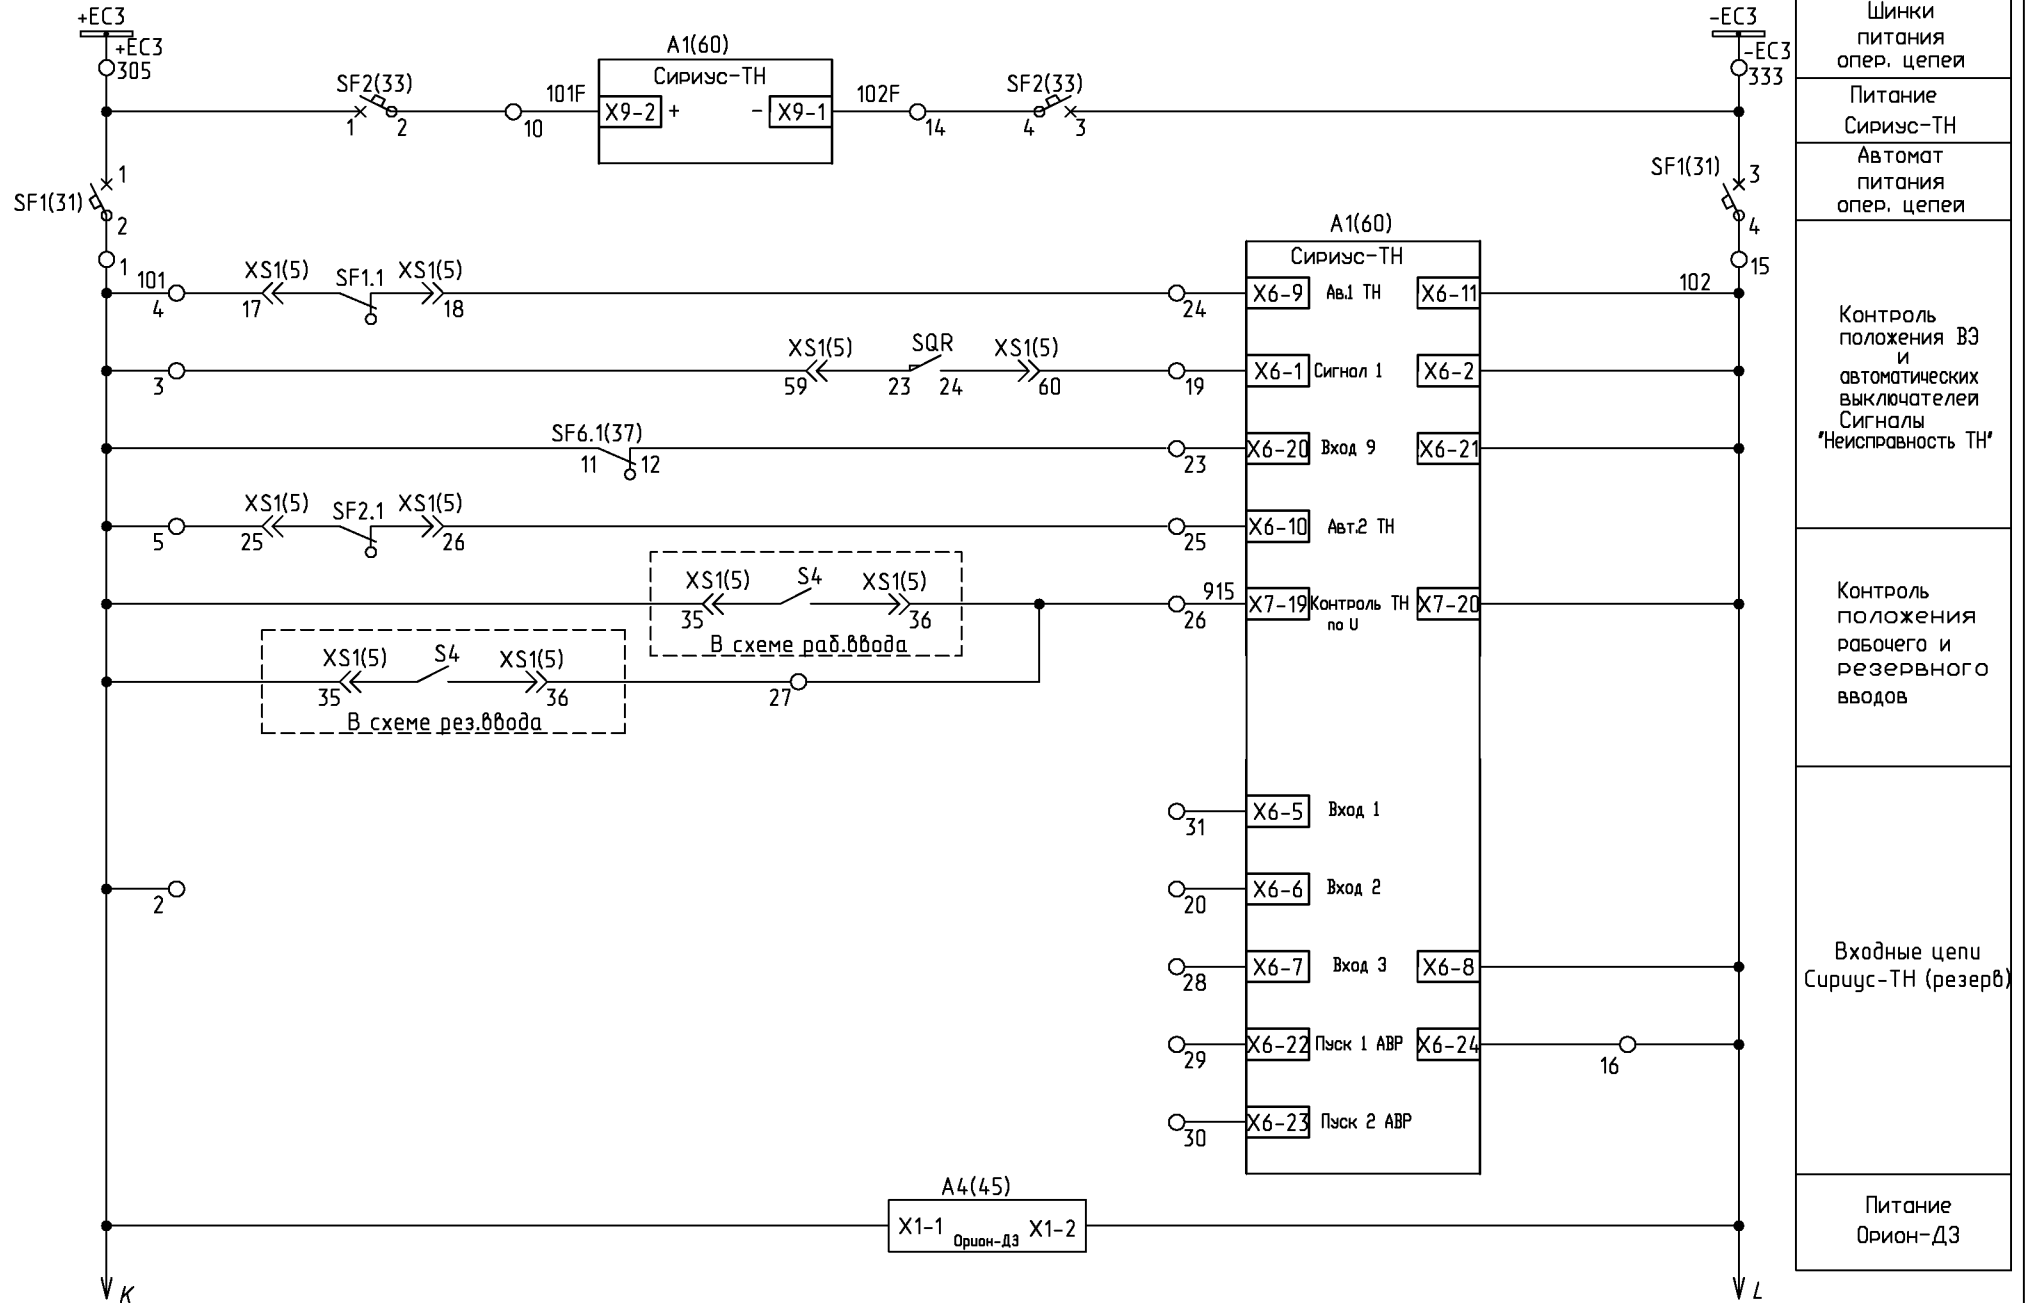 +EC3
+EC3
305
-EC3
-EC3
333
Шинки
питания
опер. цепей
A1(60)
Сириус-ТН
SF2(33)
1
2
10
101F
X9-2
+
-
X9-1
102F
14
SF2(33)
4
3
Питание
Сириус-ТН
1
SF1(31)
2
SF1(31)
3
4
Автомат
питания
опер. цепей
A1(60)
Сириус-ТН
1
15
101
4
XS1(5)
17
SF1.1
XS1(5)
18
24
X6-9
Ав.1 ТН
X6-11
102
3
XS1(5)
59
SQR
23
24
XS1(5)
60
19
X6-1
Сигнал 1
X6-2
SF6.1(37)
11
12
23
X6-20
Вход 9
X6-21
Контроль
положения ВЭ
и
автоматических
выключателей
Сигналы
"Неисправность ТН"
5
XS1(5)
25
SF2.1
XS1(5)
26
25
X6-10
Авт.2 ТН
XS1(5)
35
S4
XS1(5)
36
В схеме раб.ввода
915
26
X7-19
Контроль ТН
по U
X7-20
XS1(5)
35
S4
XS1(5)
36
В схеме рез.ввода
27
Контроль
положения
рабочего и
резервного
вводов
31
X6-5
Вход 1
2
20
X6-6
Вход 2
28
X6-7
Вход 3
X6-8
29
X6-22
Пуск 1 АВР
X6-24
16
30
X6-23
Пуск 2 АВР
Входные цепи
Сириус-ТН (резерв)
A4(45)
X1-1
Орион-ДЗ
X1-2
Питание
Орион-ДЗ
K
L